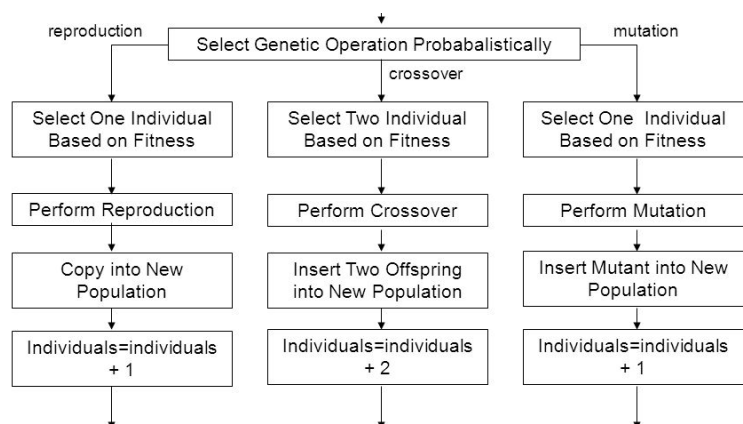 reproduction
Select Genetic Operation Probabalistically
mutation
crossover
Select One Individual
Based on Fitness
Select Two Individual
Based on Fitness
Select One Individual
Based on Fitness
Perform Reproduction
Perform Crossover
Perform Mutation
Copy into New
Population
Insert Two Offspring
into New Population
Insert Mutant into New
Population
Individuals=individuals
+ 1
Individuals=individuals
+ 2
Individuals=individuals
+ 1